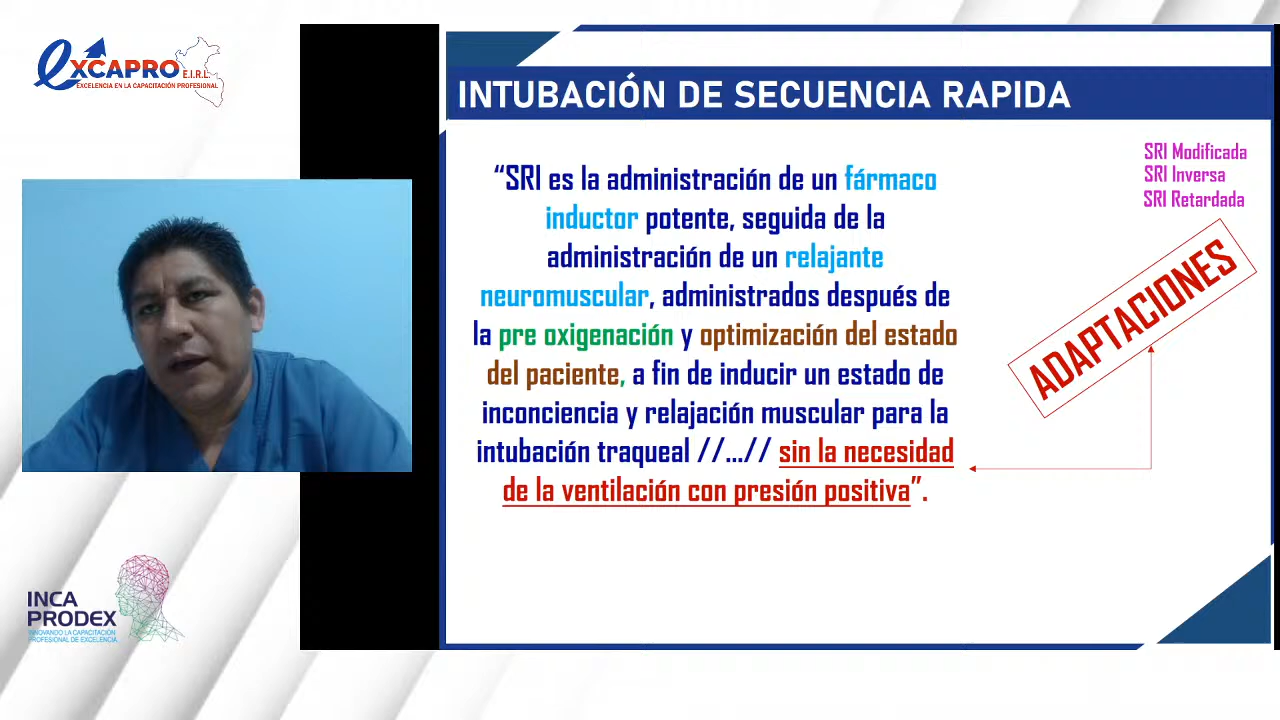 excapro E.I.R.L.
EXCELENCIA EN LA CAPACITACIÓN PROFESIONAL
INTUBACIÓN DE SECUENCIA RAPIDA
SRI Modificada
SRI Inversa
SRI Retardada
“SRI es la administración de un fármaco
inductor potente, seguida de la
administración de un relajante
neuromuscular, administrados después de
la pre oxigenación y optimización del estado
del paciente, a fin de inducir un estado de
inconciencia y relajación muscular para la
intubación traqueal //...// sin la necesidad
de la ventilación con presión positiva”.
ADAPTACIONES
INCA
PRODEX
INNOVANDO LA CAPACITACIÓN
PROFESIONAL DE EXCELENCIA